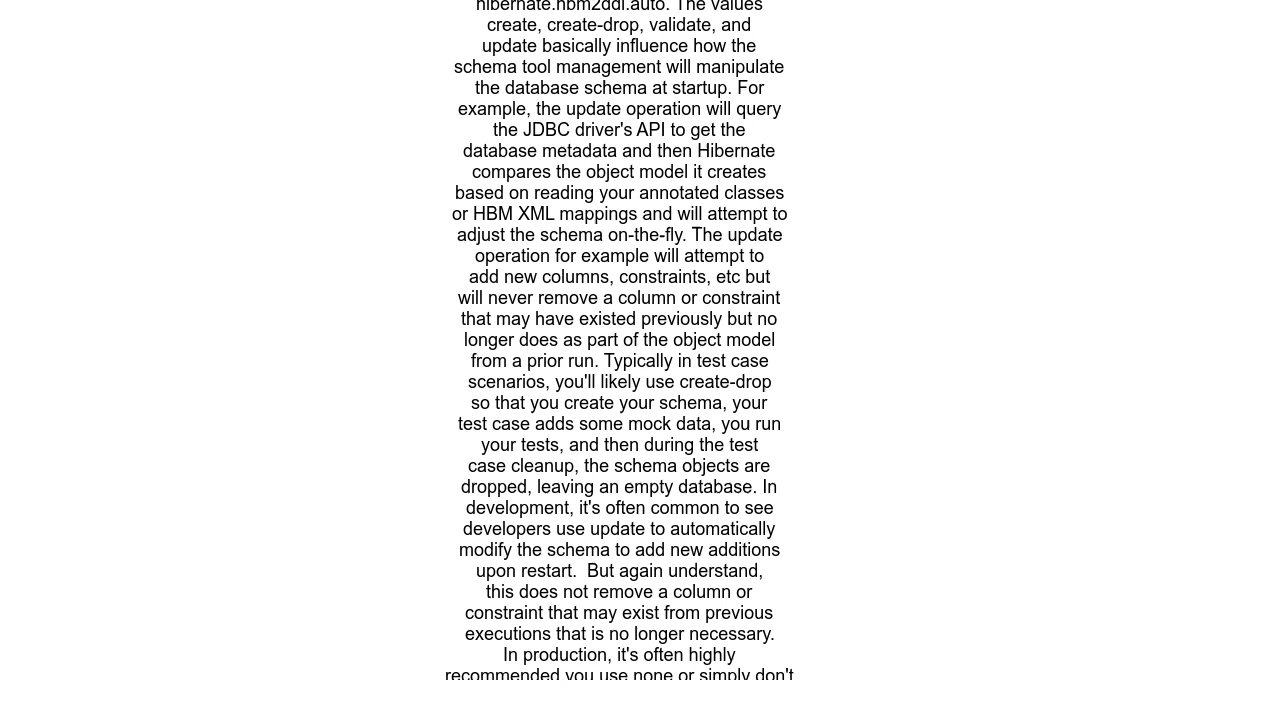 hibernate.hbm2ddl.auto. The values
create, create-drop, validate, and
update basically influence how the
schema tool management will manipulate
the database schema at startup. For
example, the update operation will query
the JDBC driver's API to get the
database metadata and then Hibernate
compares the object model it creates
based on reading your annotated classes
or HBM XML mappings and will attempt to
adjust the schema on-the-fly. The update
operation for example will attempt to
add new columns, constraints, etc but
will never remove a column or constraint
that may have existed previously but no
longer does as part of the object model
from a prior run. Typically in test case
scenarios, you'll likely use create-drop
so that you create your schema, your
test case adds some mock data, you run
your tests, and then during the test
case cleanup, the schema objects are
dropped, leaving an empty database. In
development, it's often common to see
developers use update to automatically
modify the schema to add new additions
upon restart.  But again understand,
this does not remove a column or
constraint that may exist from previous
executions that is no longer necessary.
In production, it's often highly
recommended you use none or simply don't